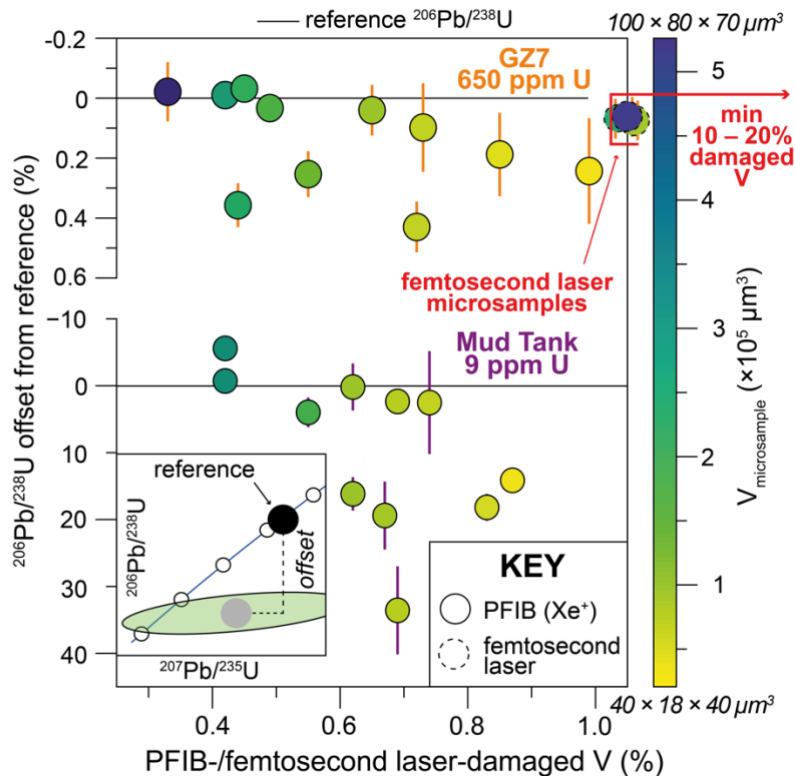 — reference ²⁰⁶Pb/²³⁸U
100 × 80 × 70 µm³
-0.2
0
0.2
0.4
0.6
GZ7
650 ppm U
min
10 – 20%
damaged
V
femtosecond laser
microsamples
−10
0
10
20
30
40
Mud Tank
9 ppm U
²⁰⁶Pb/²³⁸U offset from reference (%)
reference
offset
²⁰⁶Pb/²³⁸U
²⁰⁷Pb/²³⁵U
KEY
PFIB (Xe⁺)
femtosecond
laser
5
4
3
2
1
V microsample (×10⁵ µm³)
40 × 18 × 40 µm³
0.4
0.6
0.8
1.0
PFIB-/femtosecond laser-damaged V (%)